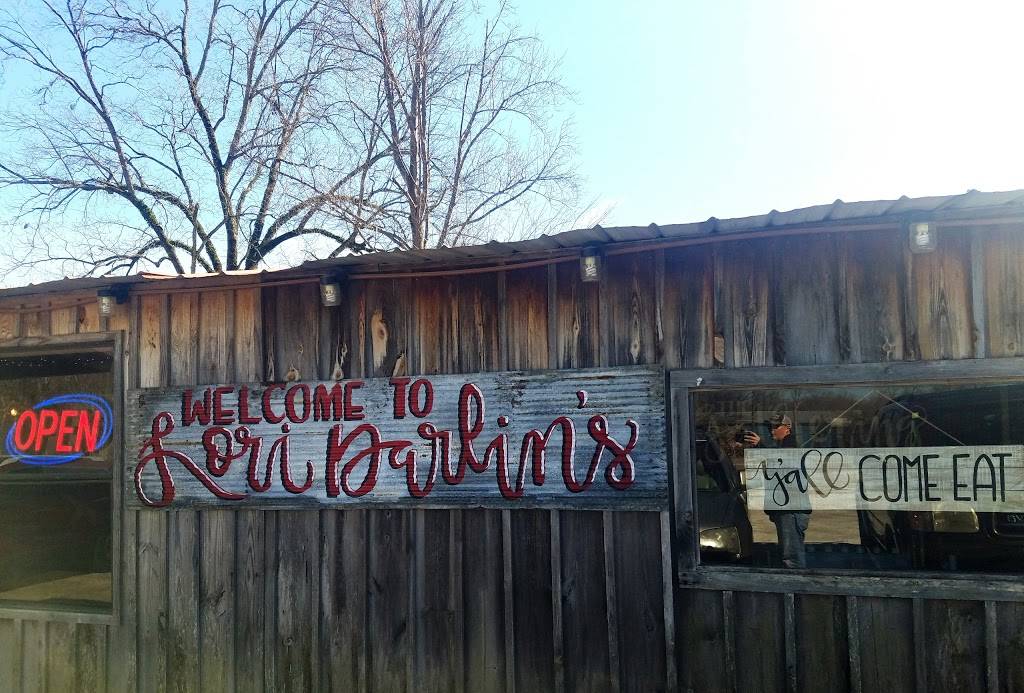 OPEN
WELCOME TO
Lori Darlin's
y'all COME EAT